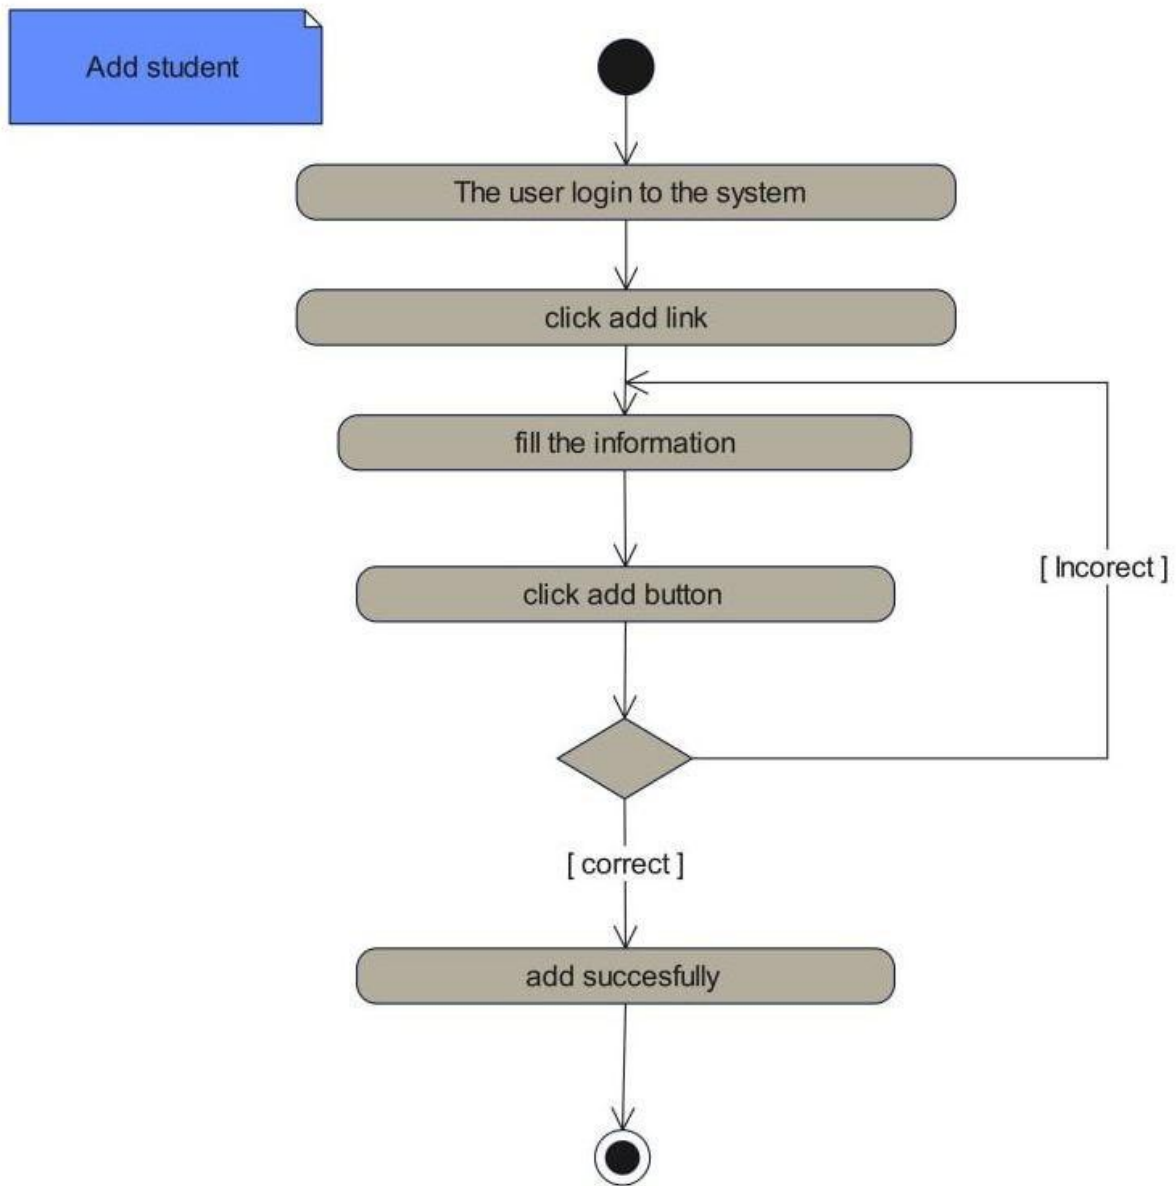 Add student
The user login to the system
click add link
fill the information
[ Incorect ]
click add button
[ correct ]
add succesfully